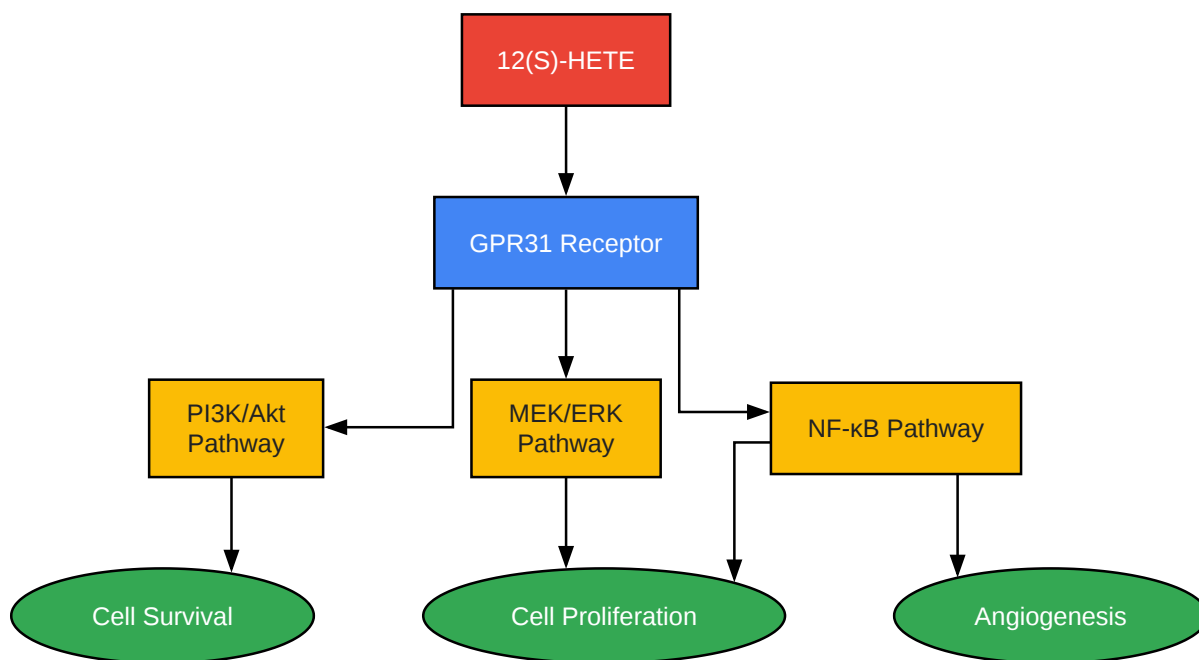 12(S)-HETE
GPR31 Receptor
PI3K/Akt
Pathway
MEK/ERK
Pathway
NF-κB Pathway
Cell Survival
Cell Proliferation
Angiogenesis